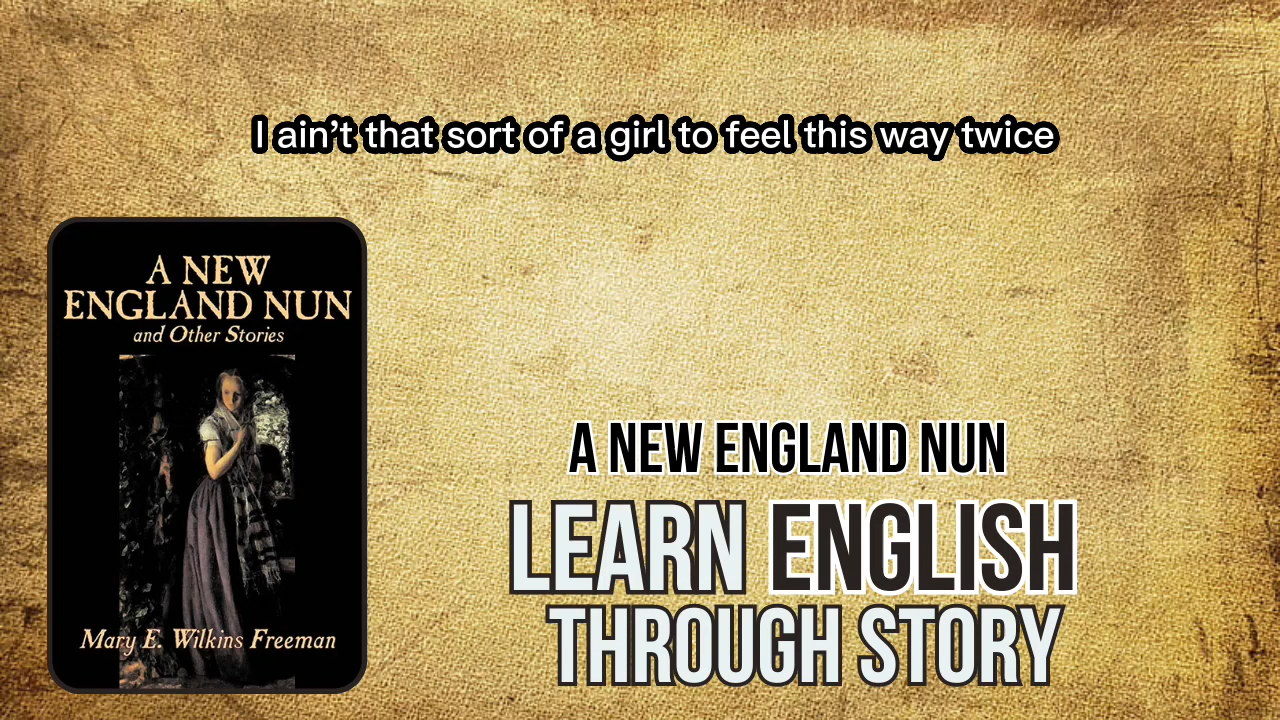 I ain't that sort of a girl to feel this way twice
A NEW
ENGLAND NUN
and Other Stories
Mary E. Wilkins Freeman
A NEW ENGLAND NUN
LEARN ENGLISH
THROUGH STORY